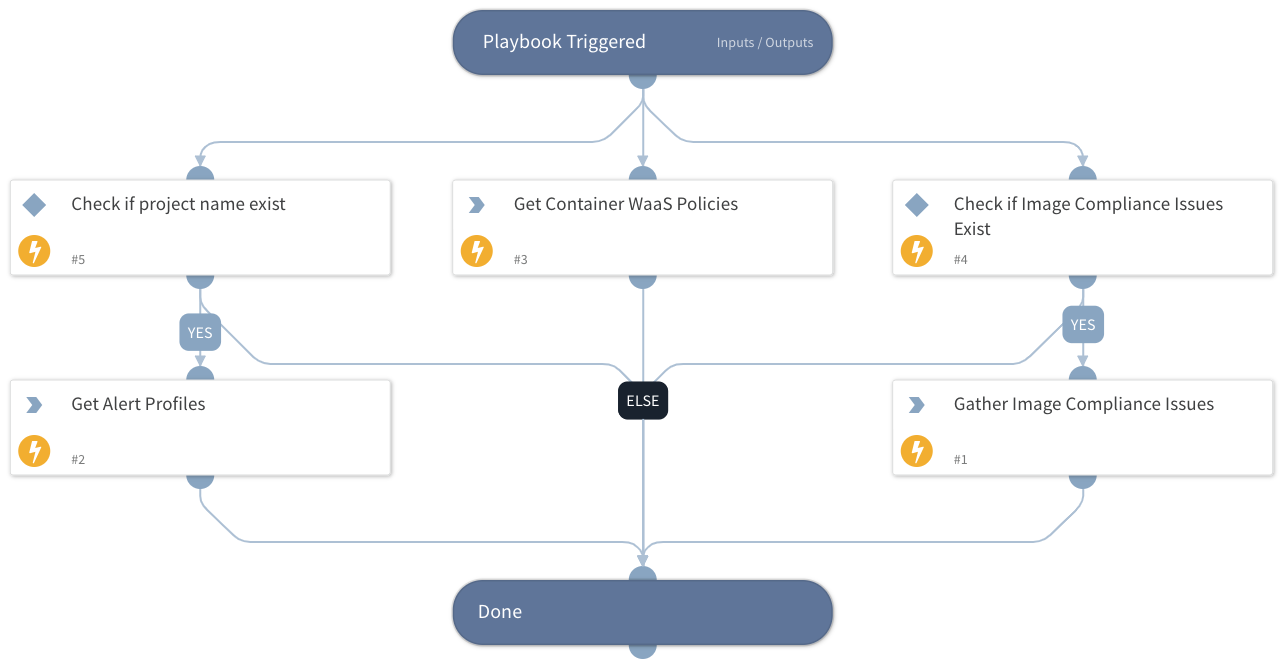 Playbook Triggered
Inputs / Outputs
Check if project name exist
#5
Get Container WaaS Policies
#3
Check if Image Compliance Issues
Exist
#4
YES
YES
ELSE
Get Alert Profiles
#2
Gather Image Compliance Issues
#1
Done